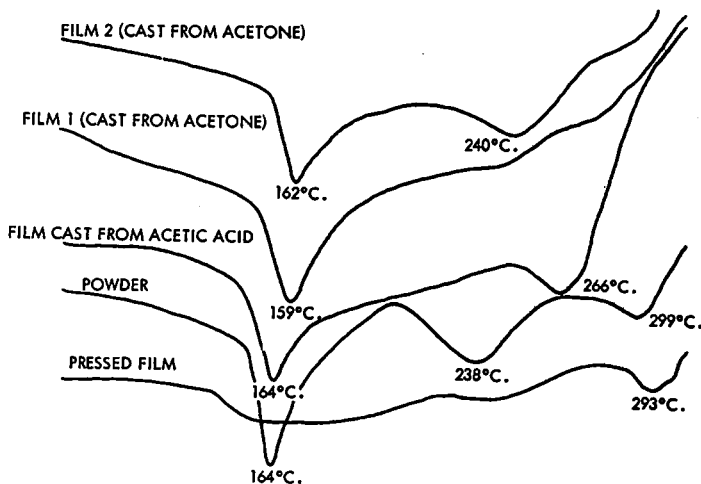 FILM 2 (CAST FROM ACETONE)
FILM 1 (CAST FROM ACETONE)
240°C.
162°C.
FILM CAST FROM ACETIC ACID
POWDER
159°C.
266°C.
299°C.
PRESSED FILM
164°C.
238°C.
293°C.
164°C.